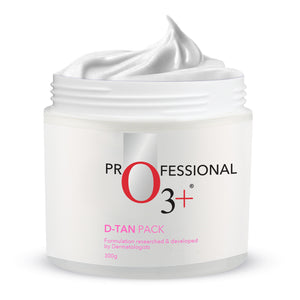 PROFESSIONAL
O3+®
D-TAN PACK
Formulation researched & developed
by Dermatologists
300g